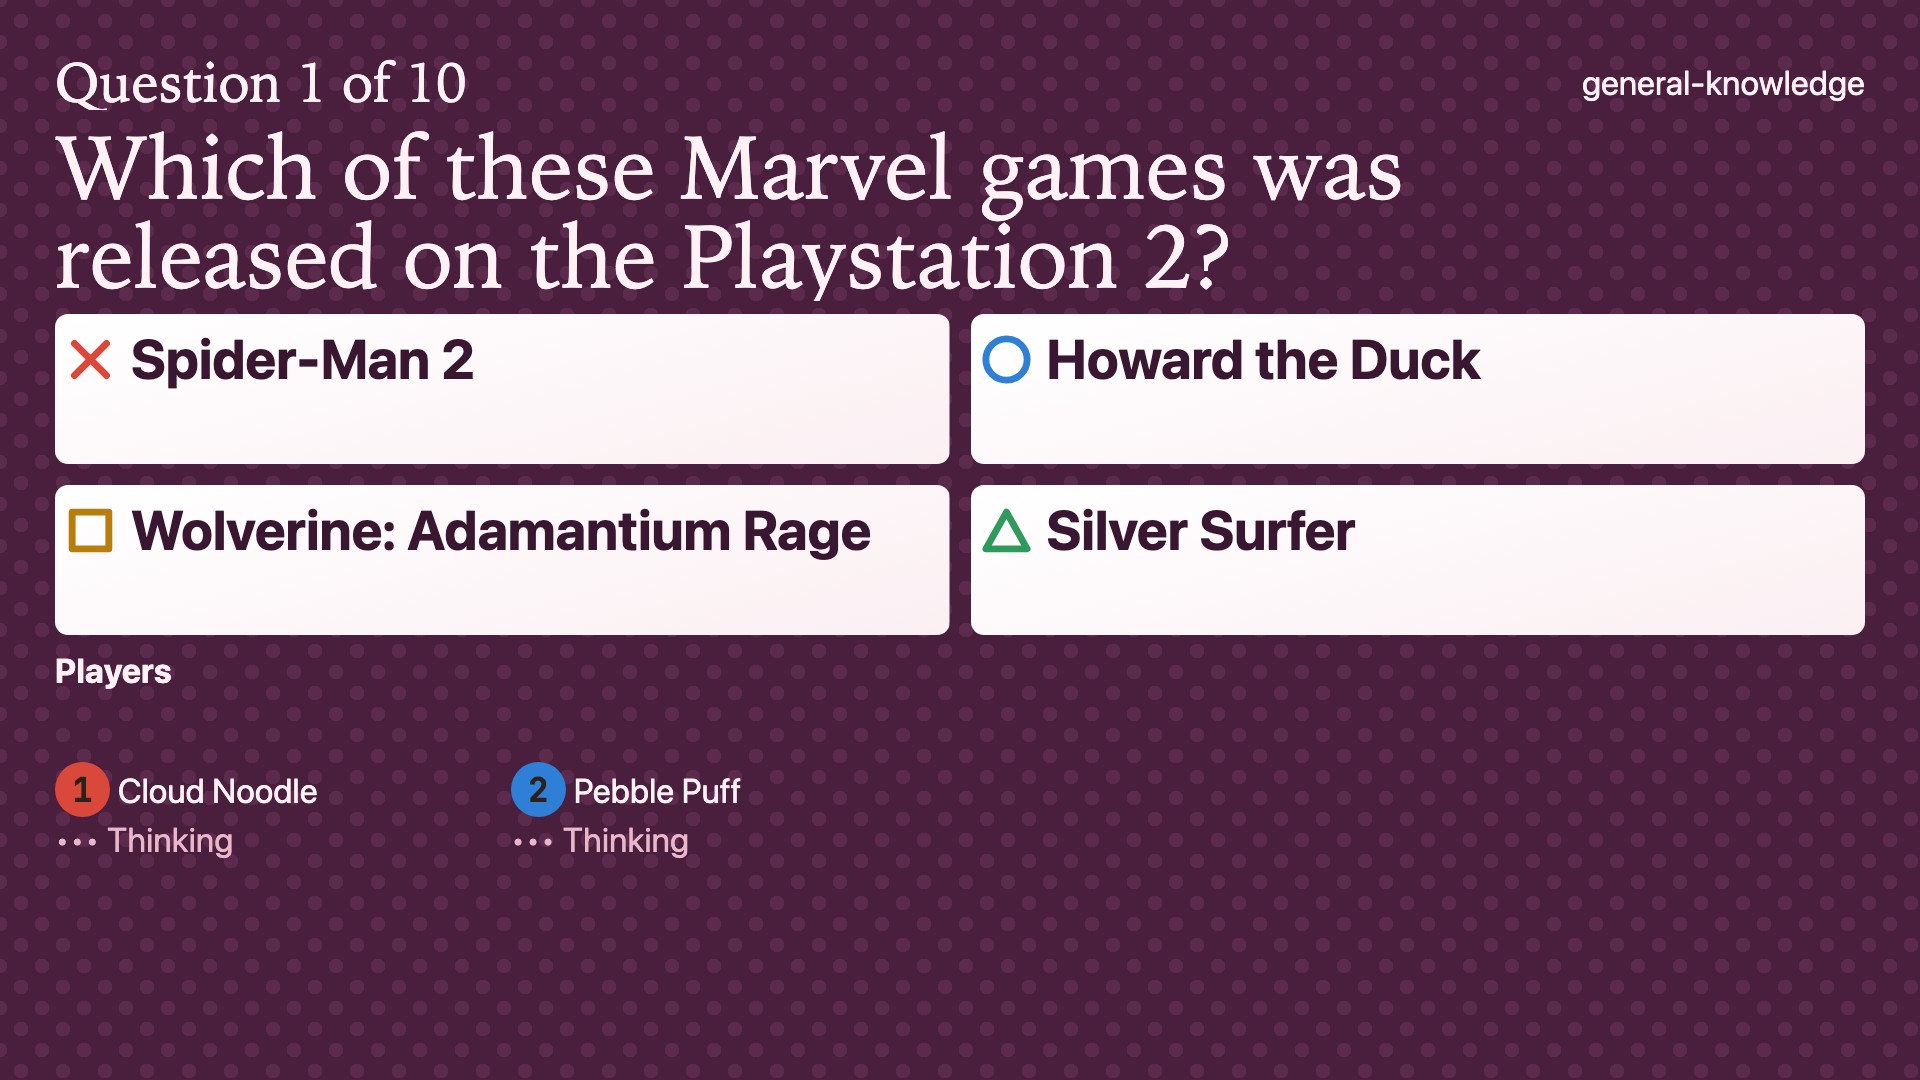 Question 1 of 10
general-knowledge
Which of these Marvel games was
released on the Playstation 2?
Spider-Man 2
Howard the Duck
Wolverine: Adamantium Rage
Silver Surfer
Players
1 Cloud Noodle
2 Pebble Puff
••• Thinking
••• Thinking